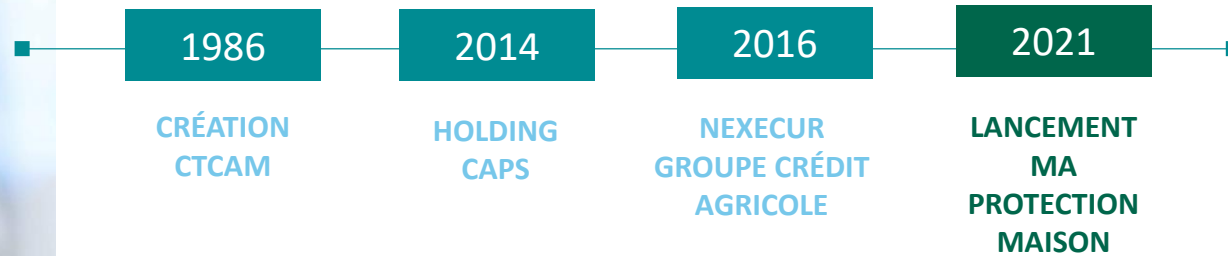 1986
CRÉATION
CTCAM
2014
HOLDING
CAPS
2016
NEXECUR
GROUPE CRÉDIT
AGRICOLE
2021
LANCEMENT
MA
PROTECTION
MAISON